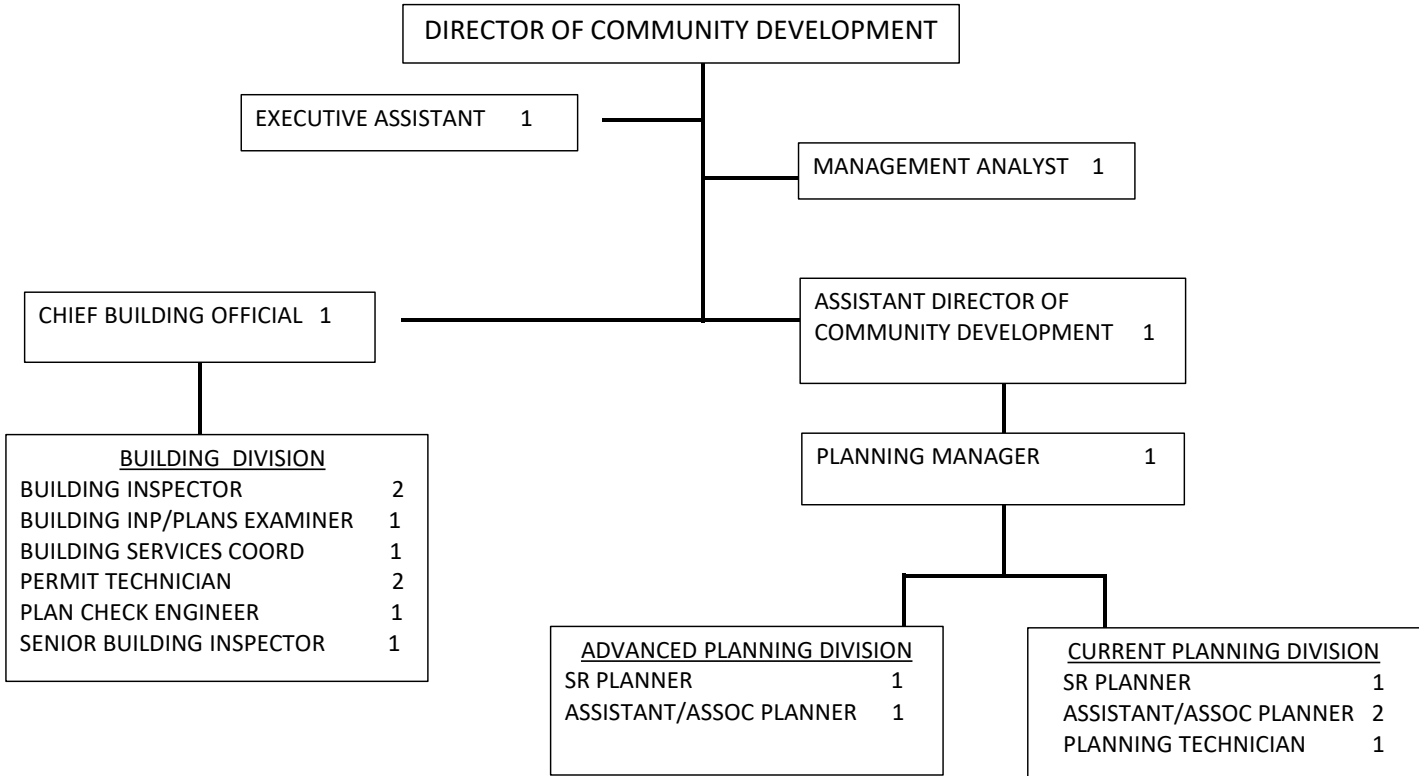 DIRECTOR OF COMMUNITY DEVELOPMENT
EXECUTIVE ASSISTANT 1
MANAGEMENT ANALYST 1
CHIEF BUILDING OFFICIAL 1
ASSISTANT DIRECTOR OF
COMMUNITY DEVELOPMENT 1
PLANNING MANAGER 1
BUILDING DIVISION
BUILDING INSPECTOR 2
BUILDING INP/PLANS EXAMINER 1
BUILDING SERVICES COORD 1
PERMIT TECHNICIAN 2
PLAN CHECK ENGINEER 1
SENIOR BUILDING INSPECTOR 1
ADVANCED PLANNING DIVISION
SR PLANNER 1
ASSISTANT/ASSOC PLANNER 1
CURRENT PLANNING DIVISION
SR PLANNER 1
ASSISTANT/ASSOC PLANNER 2
PLANNING TECHNICIAN 1